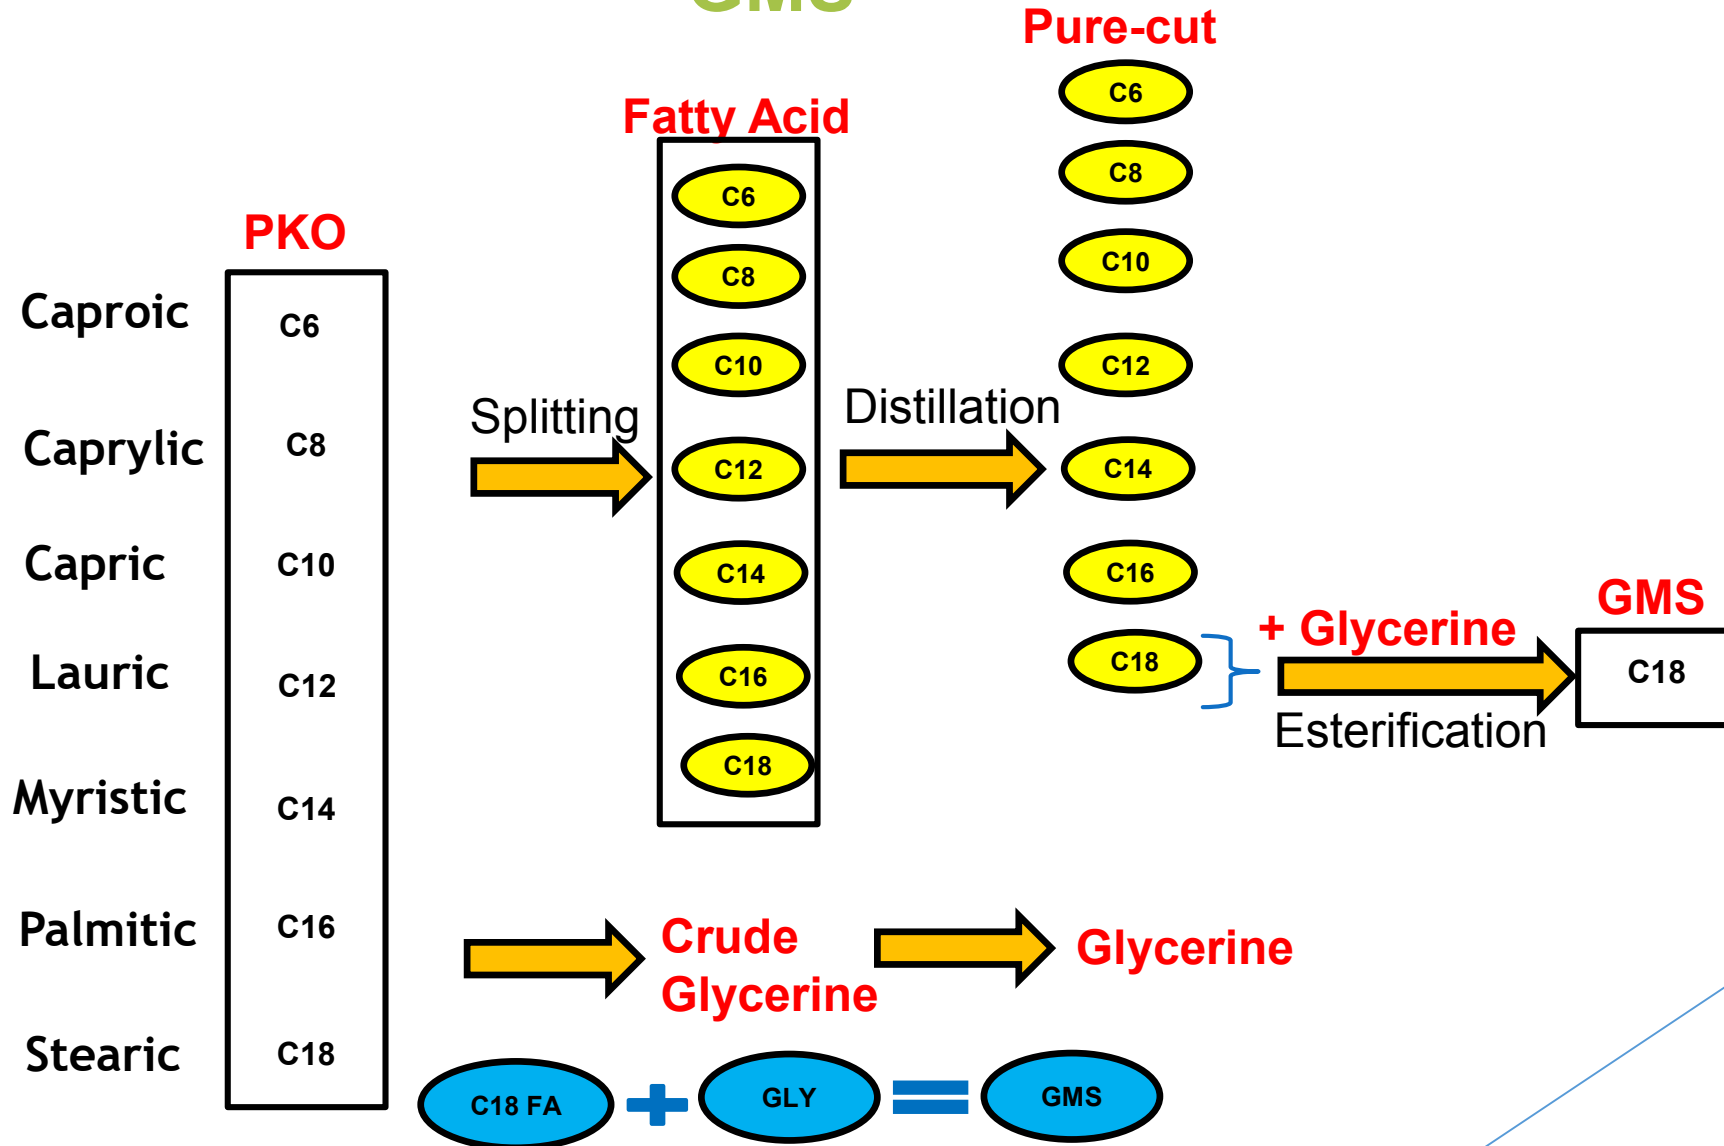 GMS
Pure-cut
C6
C8
C10
C12
C14
C16
C18
Fatty Acid
C6
C8
C10
C12
C14
C16
C18
PKO
Caproic
C6
Caprylic
C8
Capric
C10
Lauric
C12
Myristic
C14
Palmitic
C16
Stearic
C18
Splitting
Distillation
+ Glycerine
Esterification
GMS
C18
Crude
Glycerine
Glycerine
C18 FA
GLY
GMS